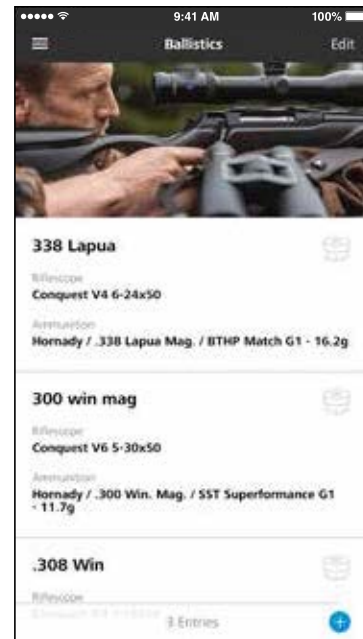 9:41 AM
100%
Ballistics
Edit
338 Lapua
Riflescope
Conquest V4 6-24x50
Ammunition
Hornady / .338 Lapua Mag. / BTHP Match G1 - 16.2g
300 win mag
Riflescope
Conquest V6 5-30x50
Ammunition
Hornady / .300 Win. Mag. / SST Superformance G1
- 11.7g
.308 Win
Riflescope
3 Entries